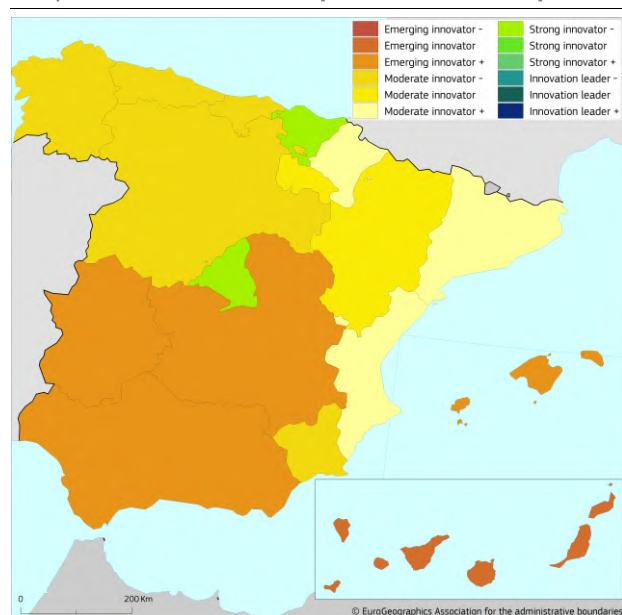 Emerging innovator -
Emerging innovator
Emerging innovator +
Moderate innovator -
Moderate innovator
Moderate innovator +
Strong innovator -
Strong innovator
Strong innovator +
Innovation leader -
Innovation leader
Innovation leader +
0 200 Km
© EuroGeographics Association for the administrative boundaries